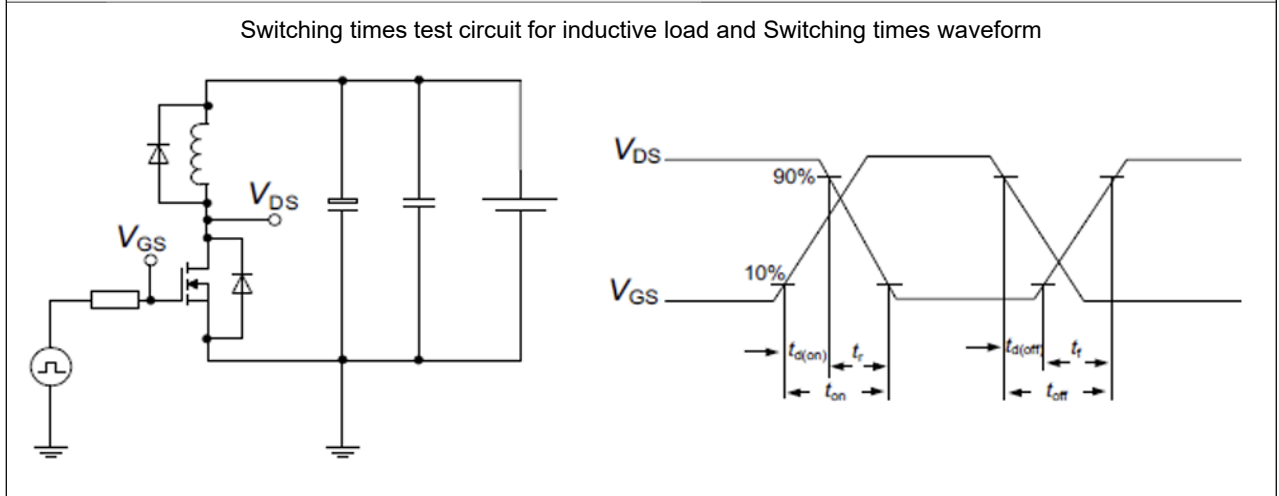 Switching times test circuit for inductive load and Switching times waveform
VDS
VGS
VDS
90%
10%
VGS
td(on) tr
ton
td(off) tf
toff